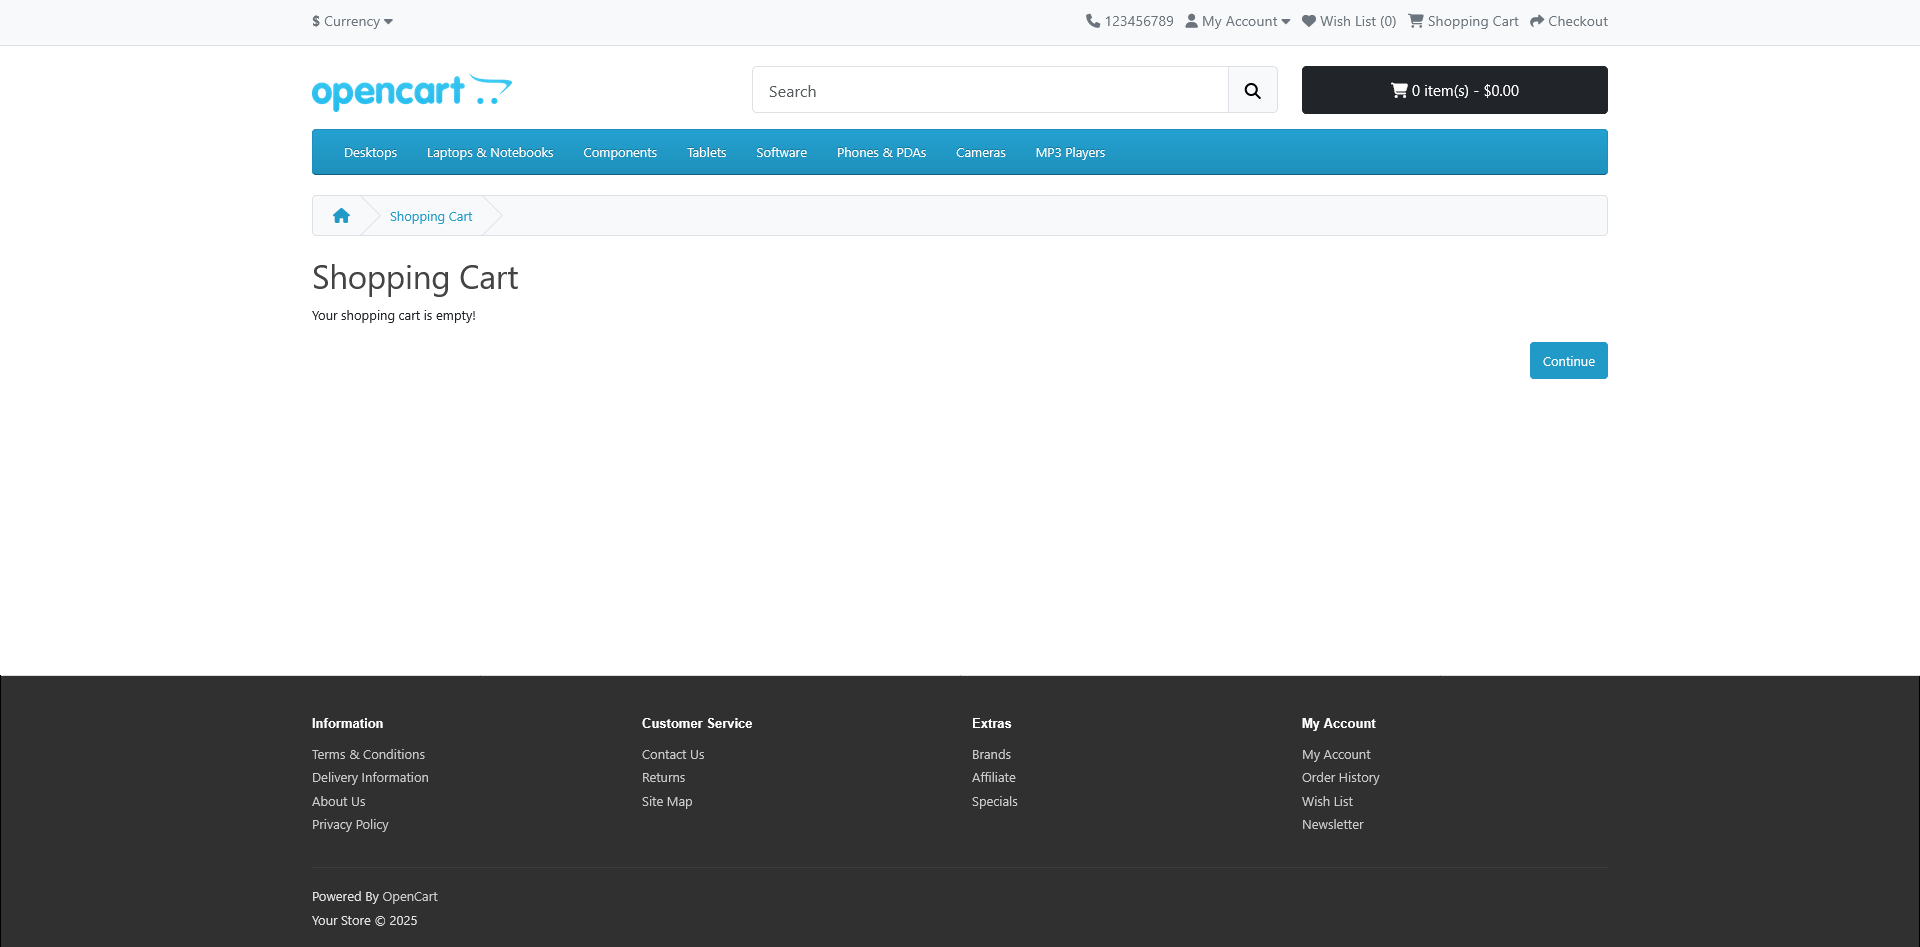 $ Currency
123456789 My Account Wish List (0) Shopping Cart Checkout
opencart
Search
0 item(s) - $0.00
Desktops Laptops & Notebooks Components Tablets Software Phones & PDAs Cameras MP3 Players
Shopping Cart
Shopping Cart
Your shopping cart is empty!
Continue
Information
Terms & Conditions
Delivery Information
About Us
Privacy Policy
Customer Service
Contact Us
Returns
Site Map
Extras
Brands
Affiliate
Specials
My Account
My Account
Order History
Wish List
Newsletter
Powered By OpenCart
Your Store © 2025